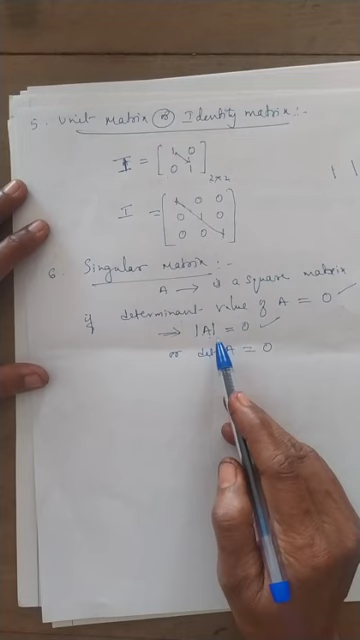 5. Unit Matrix or Identity matrix :-
I = [ 1 0
0 1 ] 2×2
I = [ 1 0 0
0 1 0
0 0 1 ]
6. Singular Matrix :-
A → is a square matrix
if determinant value of A = 0 ✓
⇒ |A| = 0 ✓
or det A = 0